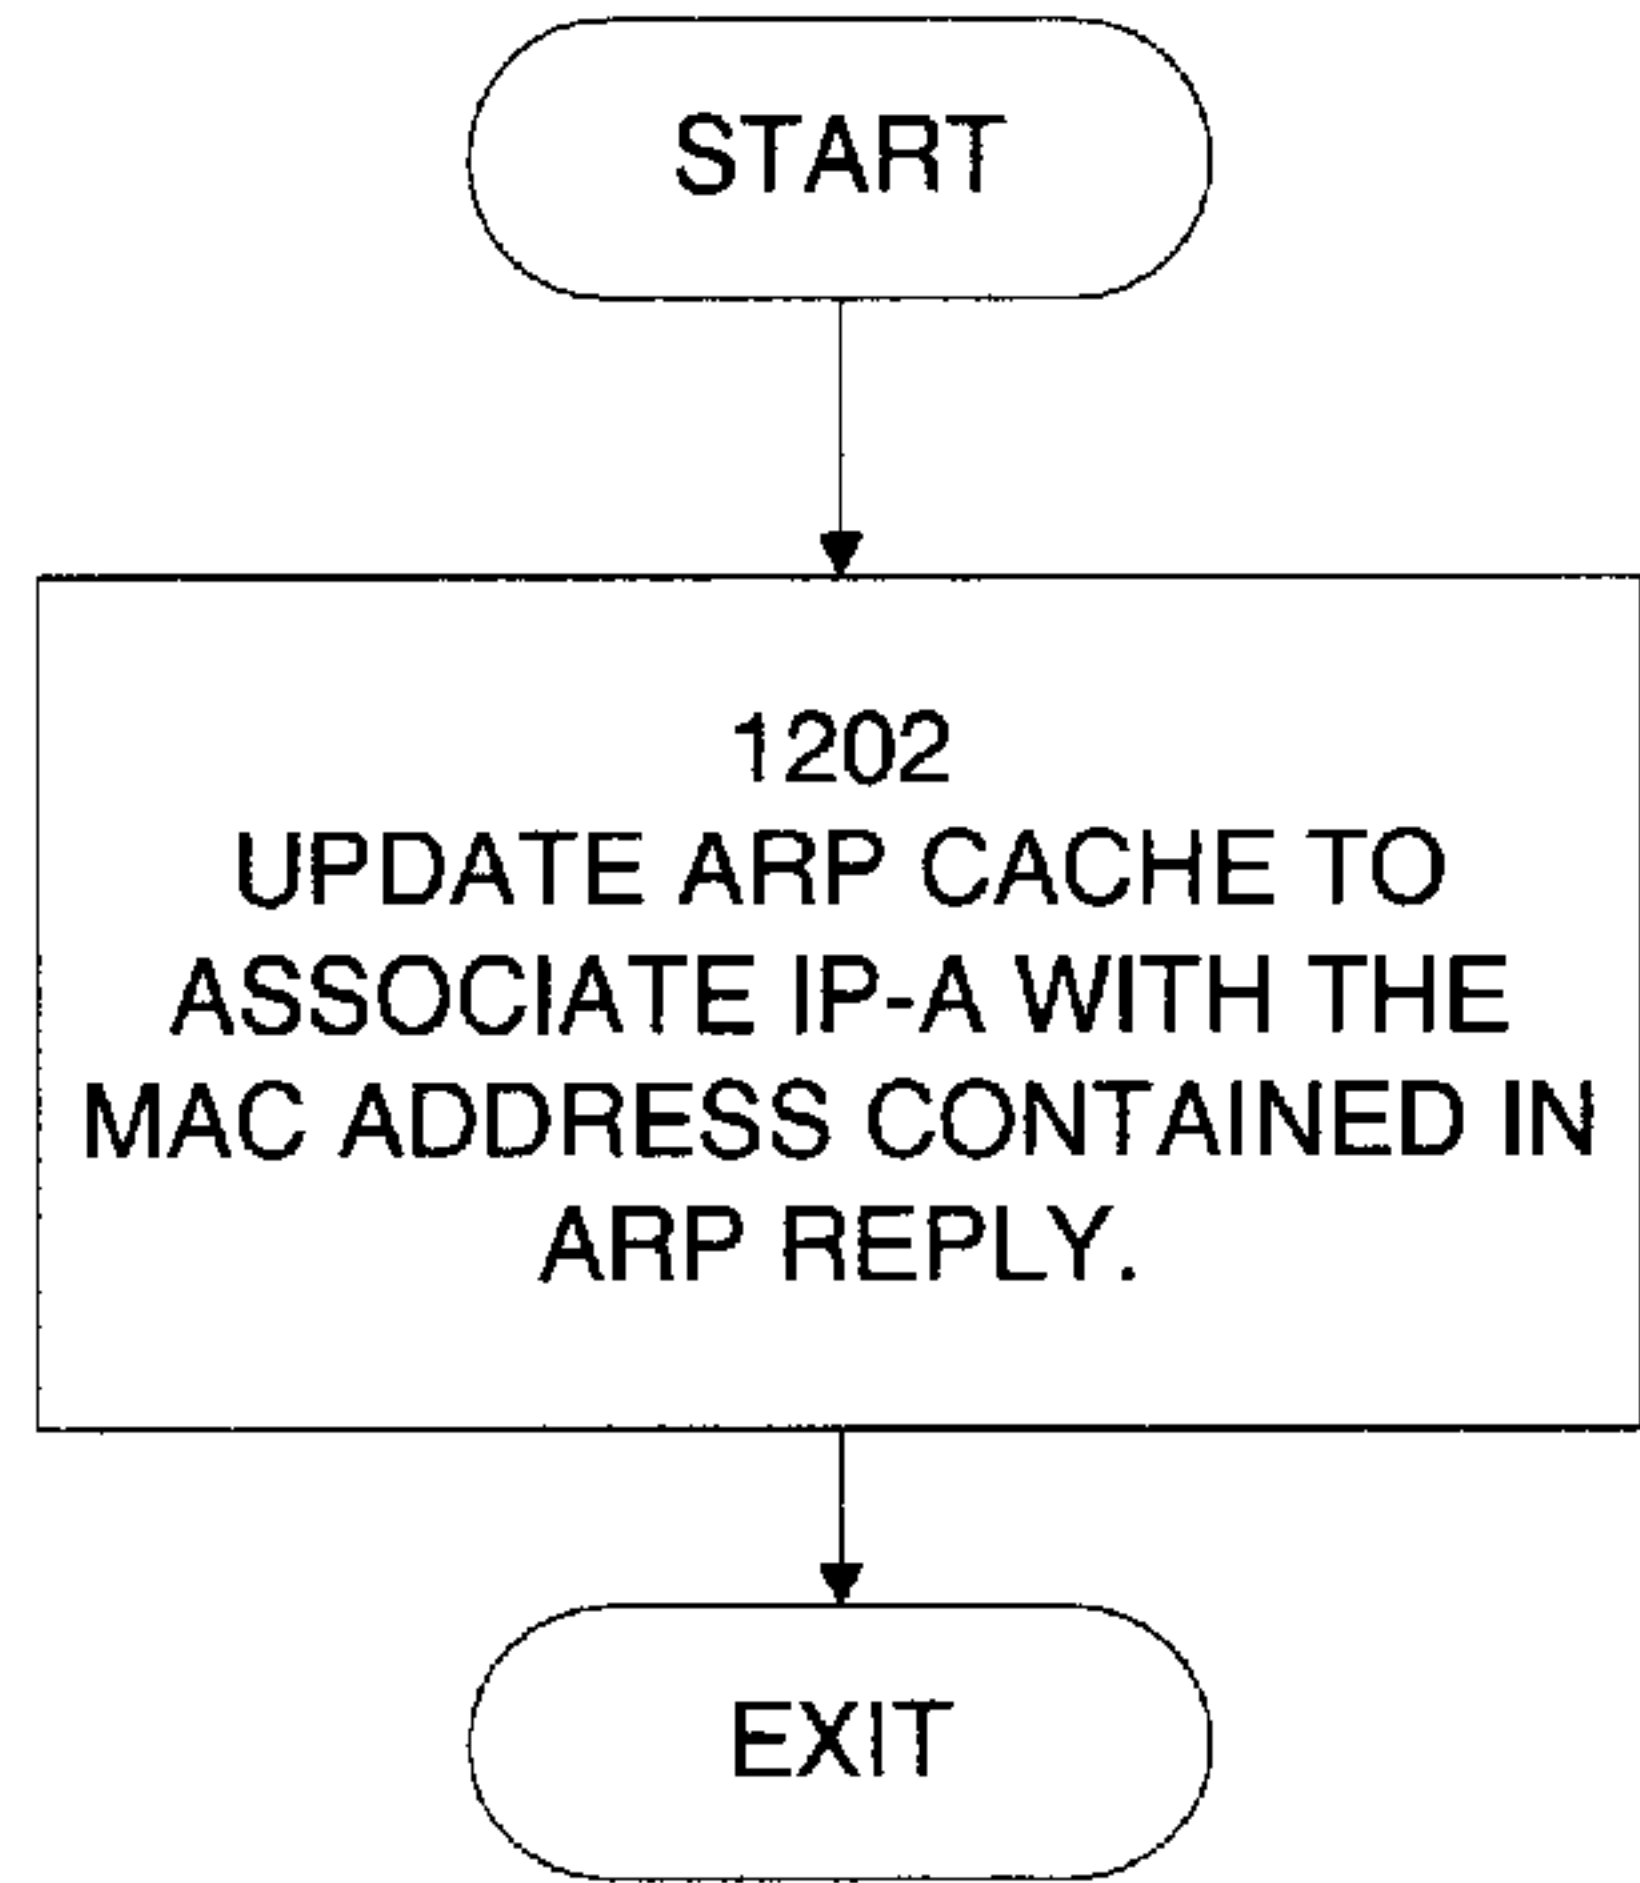 START
1202
UPDATE ARP CACHE TO
ASSOCIATE IP-A WITH THE
MAC ADDRESS CONTAINED IN
ARP REPLY.
EXIT